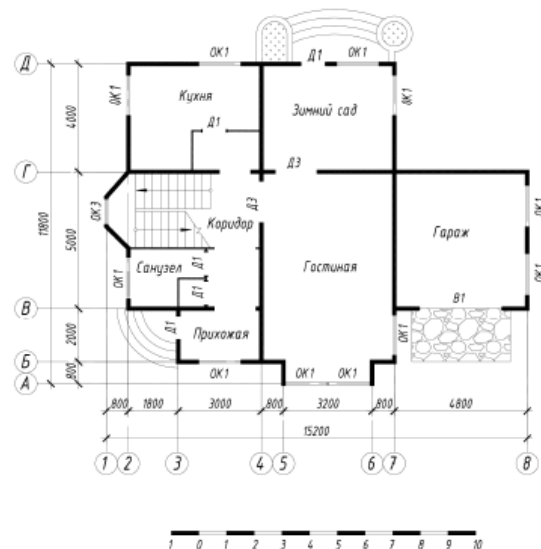 ОК1
Д1
ОК1
Д
ОК1
Кухня
Зимний сад
ОК1
4000
Д1
Г
Д3
ОК3
Д3
Коридор
11800
5000
Гараж
ОК1
Санузел
Д1
Гостиная
ОК1
ОК1
Д1
В1
В
2000
Д1
Прихожая
ОК1
Б
800
А
ОК1
ОК1 ОК1
800 1800 3000 800 3200 800 4800
15200
1 2 3 4 5 6 7 8
1 0 1 2 3 4 5 6 7 8 9 10